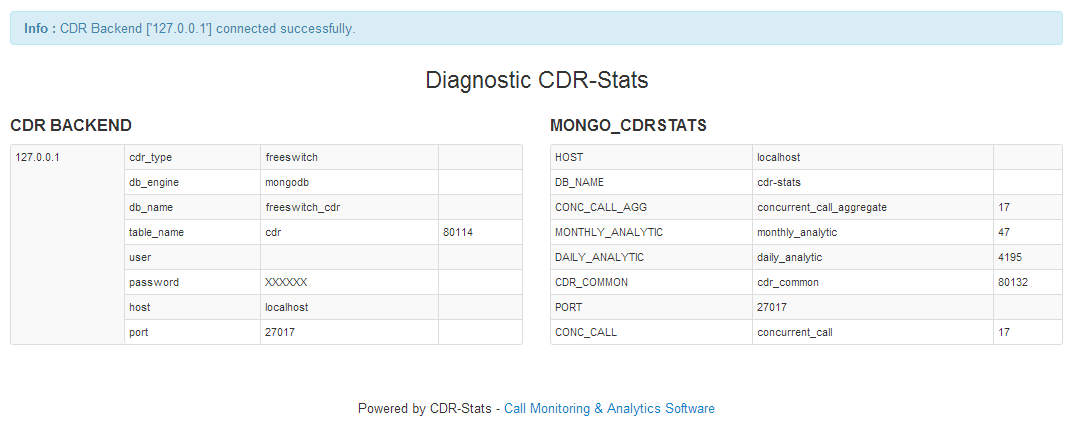 Info : CDR Backend ['127.0.0.1'] connected successfully.
Diagnostic CDR-Stats
CDR BACKEND
127.0.0.1 cdr_type freeswitch
db_engine mongodb
db_name freeswitch_cdr
table_name cdr 80114
user
password XXXXXX
host localhost
port 27017
MONGO_CDRSTATS
HOST localhost
DB_NAME cdr-stats
CONC_CALL_AGG concurrent_call_aggregate 17
MONTHLY_ANALYTIC monthly_analytic 47
DAILY_ANALYTIC daily_analytic 4195
CDR_COMMON cdr_common 80132
PORT 27017
CONC_CALL concurrent_call 17
Powered by CDR-Stats - Call Monitoring & Analytics Software